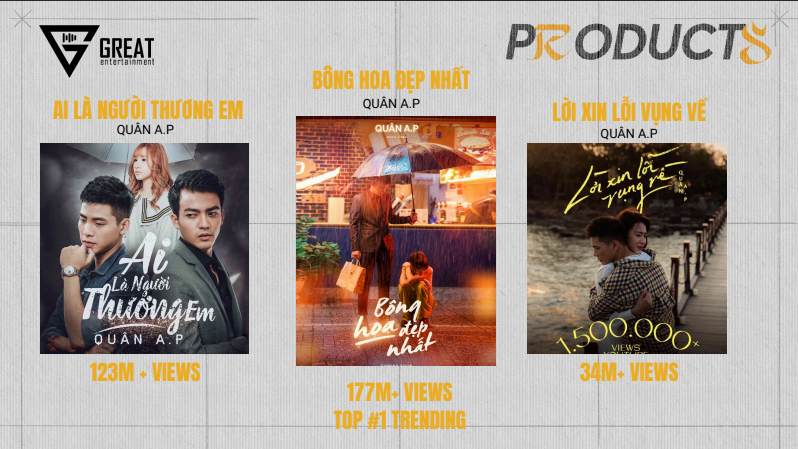 GREAT
entertainment
PRODUCTS
AI LÀ NGƯỜI THƯƠNG EM
QUÂN A.P
Ai
Là Người
Thương Em
QUÂN A.P
123M + VIEWS
BÔNG HOA ĐẸP NHẤT
QUÂN A.P
QUÂN A.P
Bông
hoa đẹp
nhất
177M+ VIEWS
TOP #1 TRENDING
LỜI XIN LỖI VỤNG VỀ
QUÂN A.P
Lời xin lỗi
vụng về
QUÂN A.P
1.500.000+
VIEWS
YOUTUBE
34M+ VIEWS